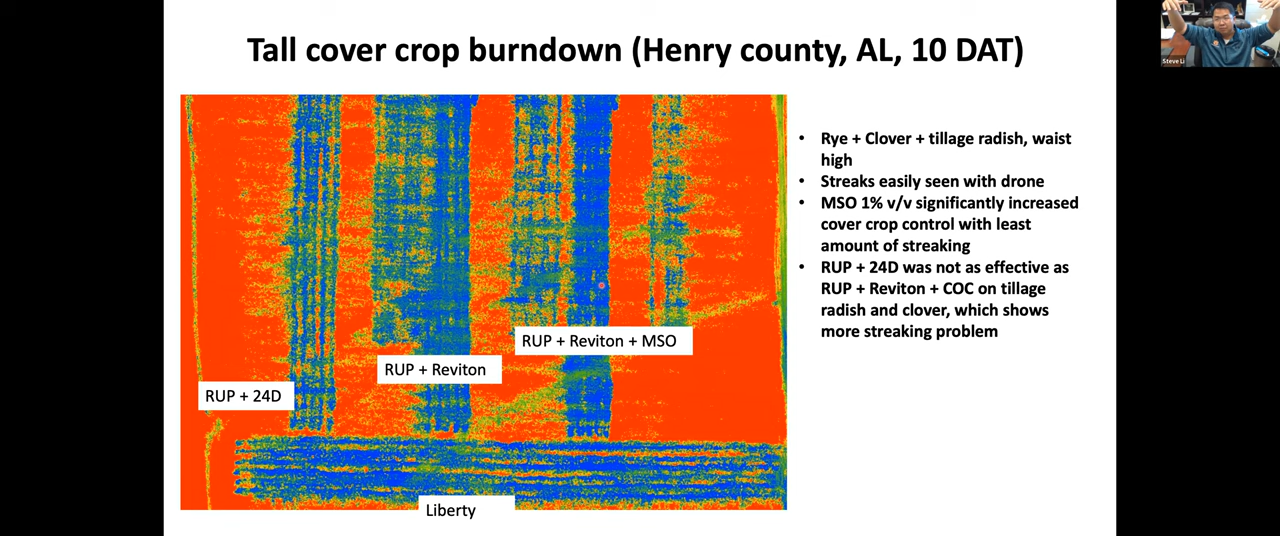 Tall cover crop burndown (Henry county, AL, 10 DAT)
Steve Li
• Rye + Clover + tillage radish, waist
high
• Streaks easily seen with drone
• MSO 1% v/v significantly increased
cover crop control with least
amount of streaking
• RUP + 24D was not as effective as
RUP + Reviton + COC on tillage
radish and clover, which shows
more streaking problem
RUP + Reviton + MSO
RUP + Reviton
RUP + 24D
Liberty